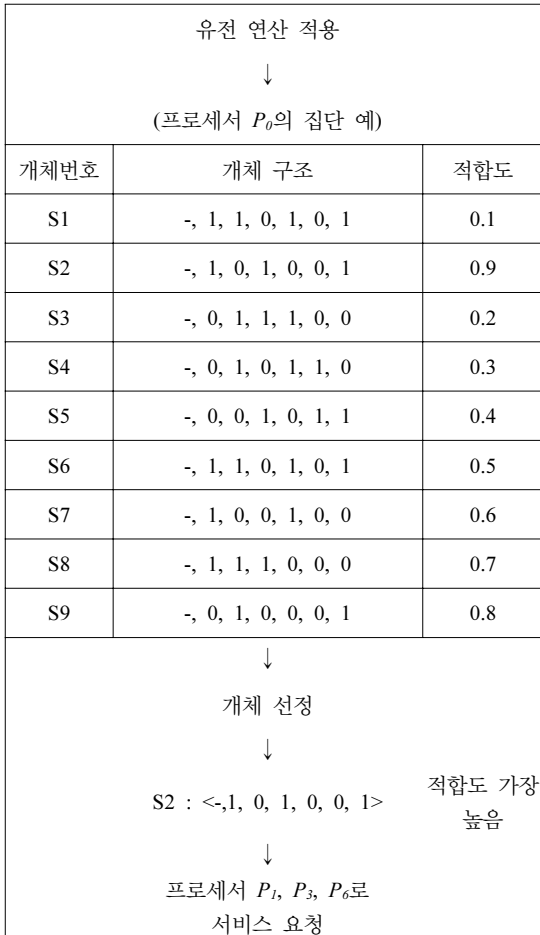 유전 연산 적용
↓
(프로세서 P₀의 집단 예)
개체번호 개체 구조 적합도
S1 -, 1, 1, 0, 1, 0, 1 0.1
S2 -, 1, 0, 1, 0, 0, 1 0.9
S3 -, 0, 1, 1, 1, 0, 0 0.2
S4 -, 0, 1, 0, 1, 1, 0 0.3
S5 -, 0, 0, 1, 0, 1, 1 0.4
S6 -, 1, 1, 0, 1, 0, 1 0.5
S7 -, 1, 0, 0, 1, 0, 0 0.6
S8 -, 1, 1, 1, 0, 0, 0 0.7
S9 -, 0, 1, 0, 0, 0, 1 0.8
↓
개체 선정
↓
S2 : <-,1, 0, 1, 0, 0, 1>
적합도 가장
높음
↓
프로세서 P₁, P₃, P₆로
서비스 요청